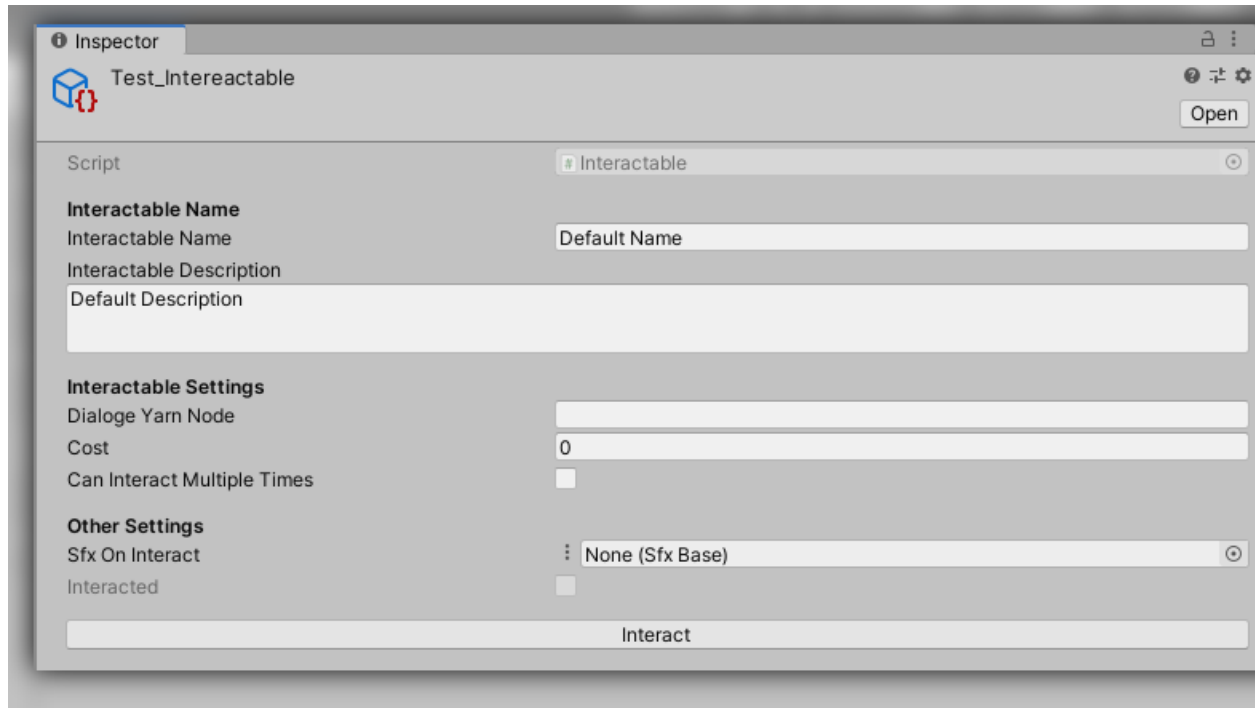 Inspector
Test_Intereactable
Open
Script # Interactable
Interactable Name
Interactable Name Default Name
Interactable Description
Default Description
Interactable Settings
Dialoge Yarn Node
Cost 0
Can Interact Multiple Times
Other Settings
Sfx On Interact None (Sfx Base)
Interacted
Interact